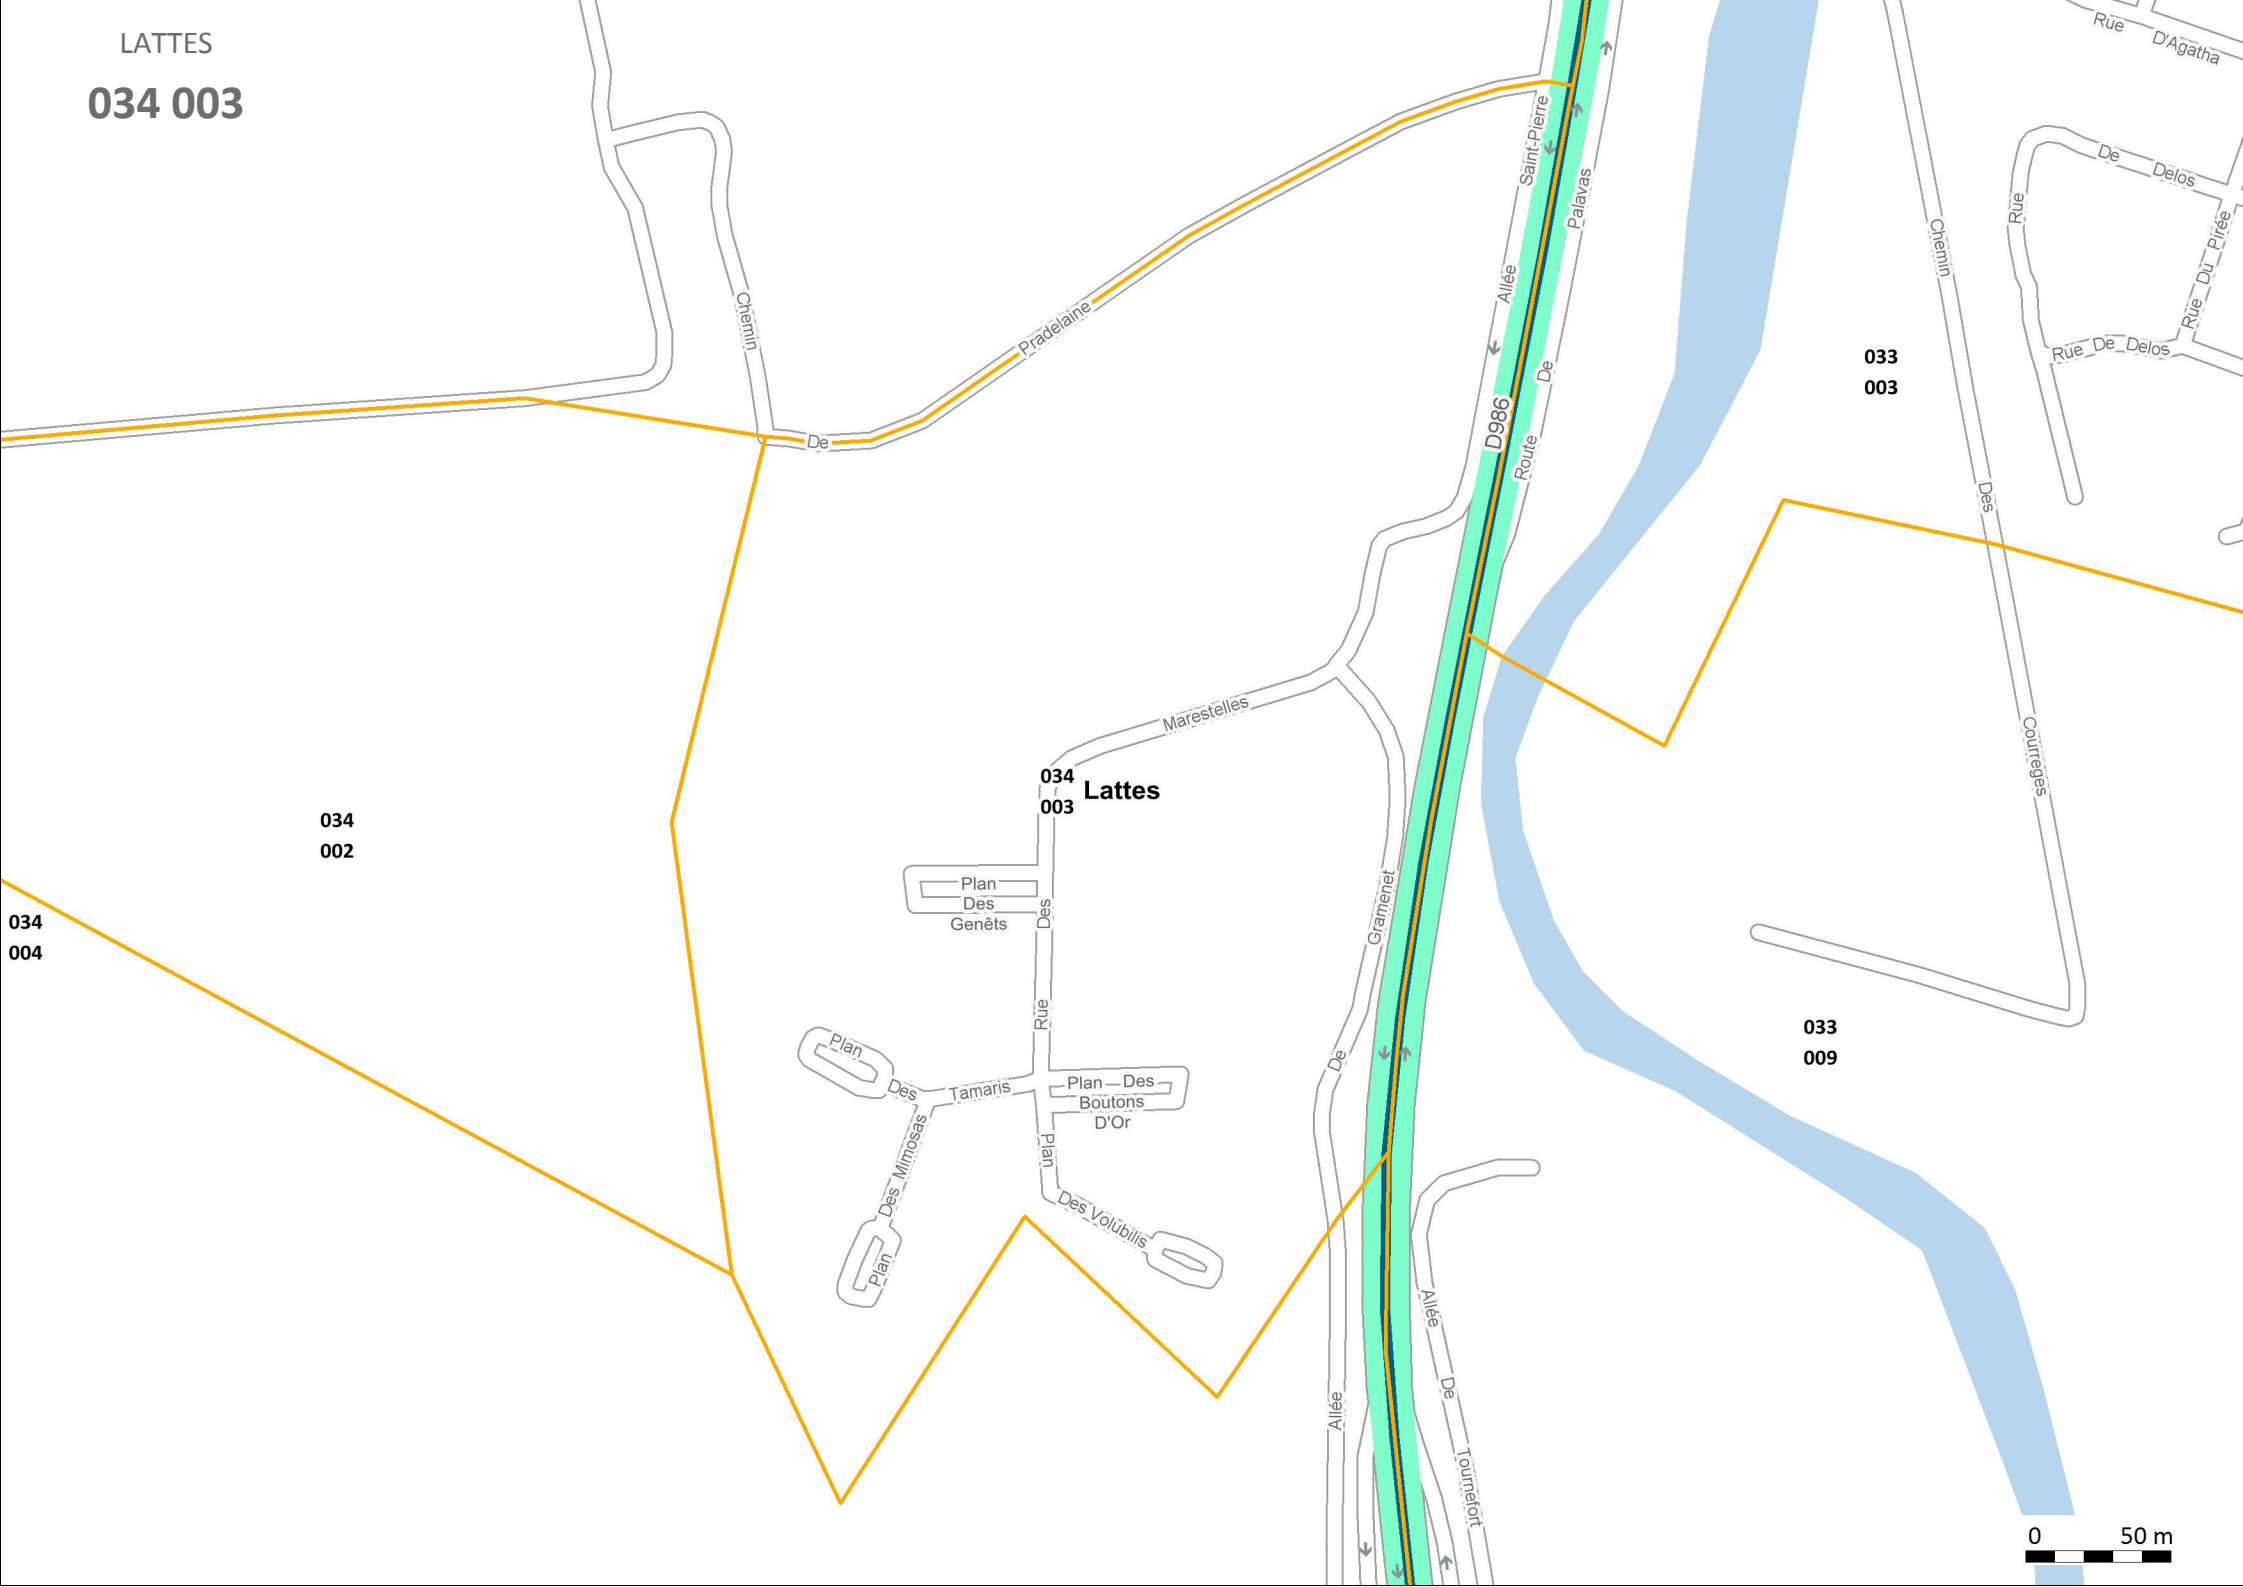 LATTES
034 003
Rue D'Agatha
Saint-Pierre
Allée
Palavas
De
Route
D986
Rue
De Delos
Rue Du Pirée
Rue De Delos
Chemin
Des
Courreges
Chemin
De
Pradelaine
033
003
Marestelles
034
003
Lattes
034
002
034
004
Plan
Des
Genêts
Des
Rue
Gramenet
De
Allée
033
009
Plan
Des
Tamaris
Plan Des
Boutons
D'Or
Plan
Des Volubilis
Des Mimosas
Plan
Allée
De
Tournefort
0 50 m